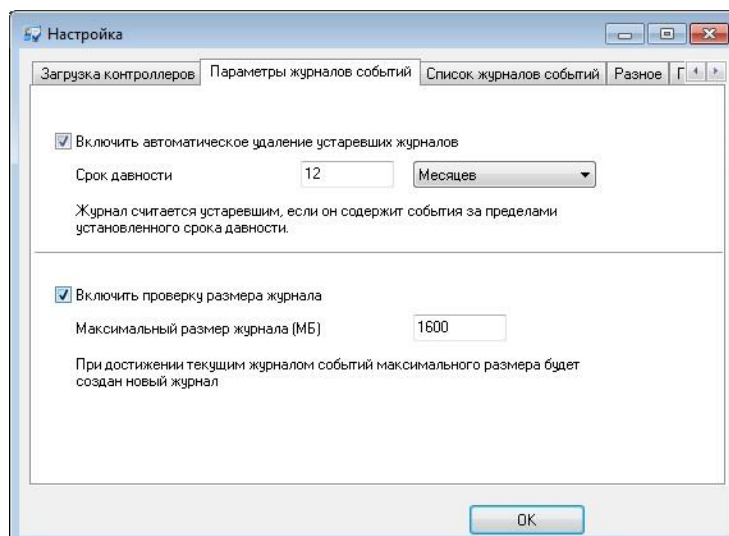 Настройка
Загрузка контроллеров Параметры журналов событий Список журналов событий Разное
Включить автоматическое удаление устаревших журналов
Срок давности 12 Месяцев
Журнал считается устаревшим, если он содержит события за пределами
установленного срока давности.
Включить проверку размера журнала
Максимальный размер журнала (МБ) 1600
При достижении текущим журналом событий максимального размера будет
создан новый журнал
OK